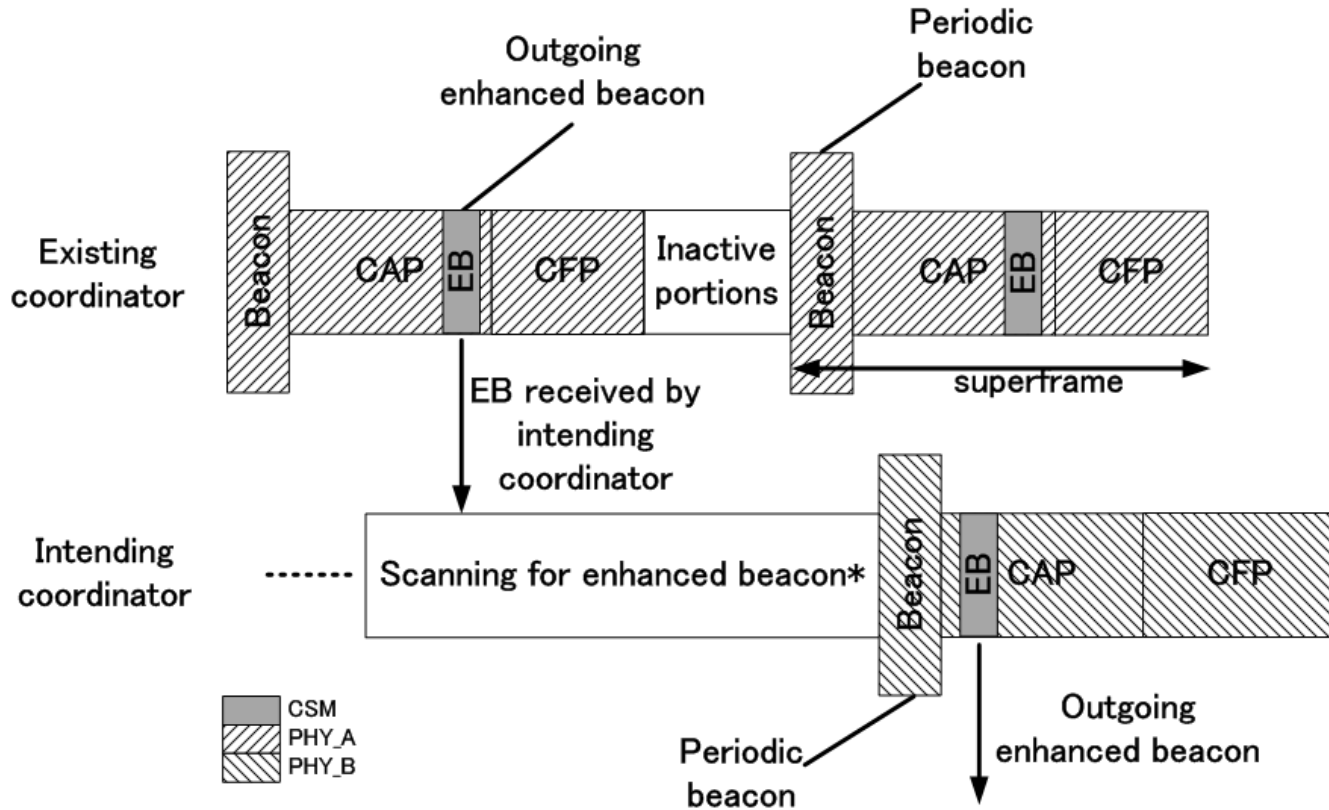 Periodic
beacon
Outgoing
enhanced beacon
Existing
coordinator
Beacon
CAP
EB
CFP
Inactive
portions
Beacon
CAP
EB
CFP
superframe
EB received by
intending
coordinator
Intending
coordinator
Scanning for enhanced beacon*
Beacon
EB
CAP
CFP
CSM
PHY_A
PHY_B
Periodic
beacon
Outgoing
enhanced beacon